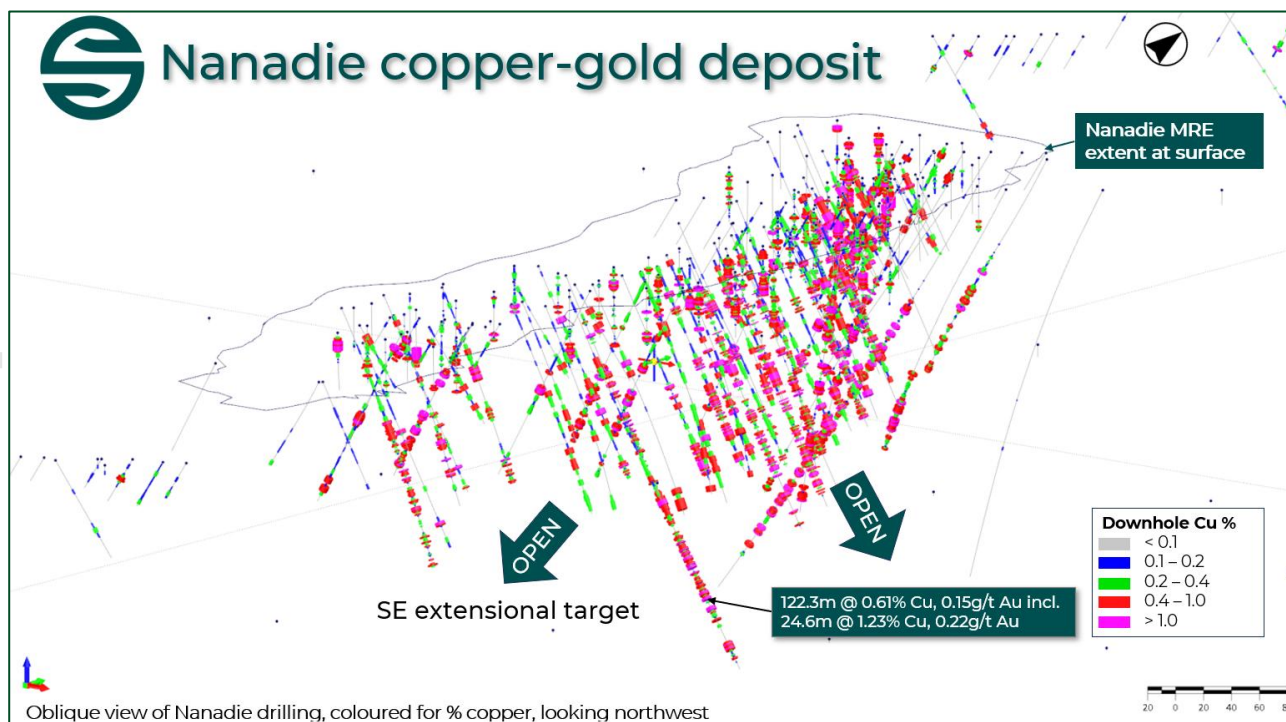 Nanadie copper-gold deposit
Nanadie MRE
extent at surface
OPEN
OPEN
SE extensional target
122.3m @ 0.61% Cu, 0.15g/t Au incl.
24.6m @ 1.23% Cu, 0.22g/t Au
Downhole Cu %
< 0.1
0.1 – 0.2
0.2 – 0.4
0.4 – 1.0
> 1.0
20 0 20 40 60
Oblique view of Nanadie drilling, coloured for % copper, looking northwest